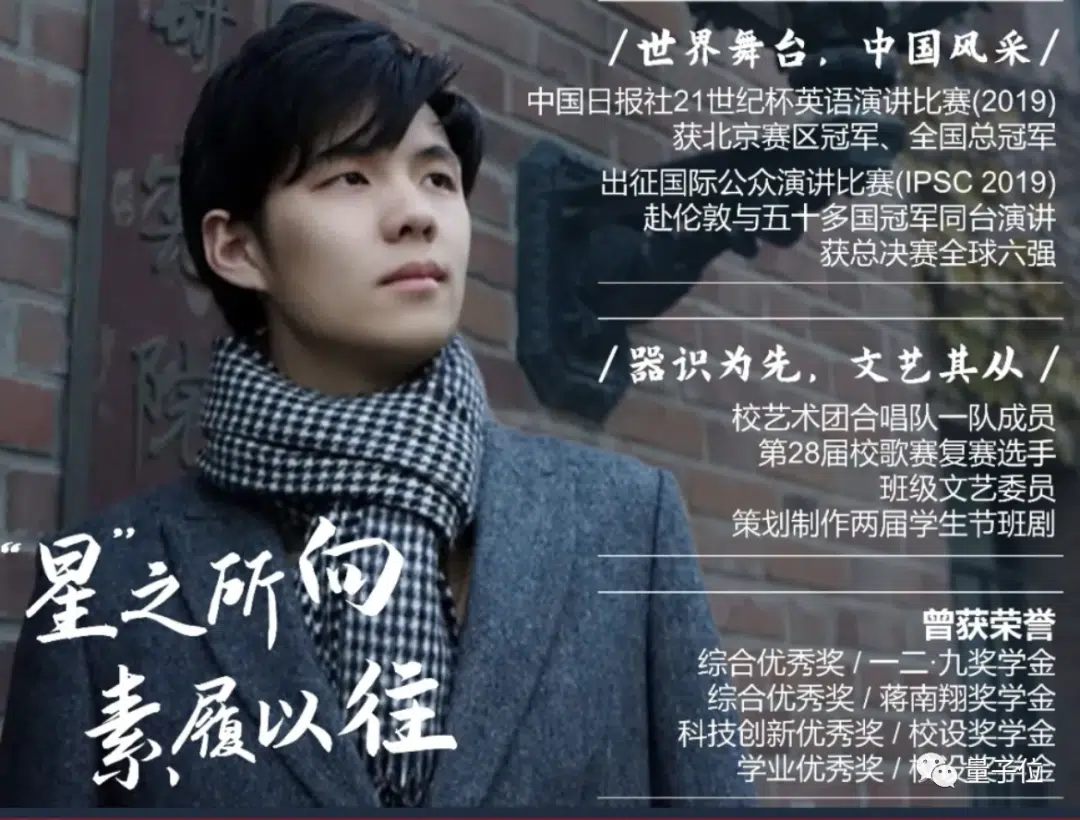 /世界舞台,中国风采/
中国日报社21世纪杯英语演讲比赛(2019)
获北京赛区冠军、全国总冠军
出征国际公众演讲比赛(IPSC 2019)
赴伦敦与五十多国冠军同台演讲
获总决赛全球六强
/器识为先,文艺其从/
校艺术团合唱队一队成员
第28届校歌赛复赛选手
班级文艺委员
策划制作两届学生节班剧
曾获荣誉
综合优秀奖 / 一二·九奖学金
综合优秀奖 / 蒋南翔奖学金
科技创新优秀奖 / 校设奖学金
学业优秀奖 / 校设奖学金
“星”之所向
素履以往
量子位